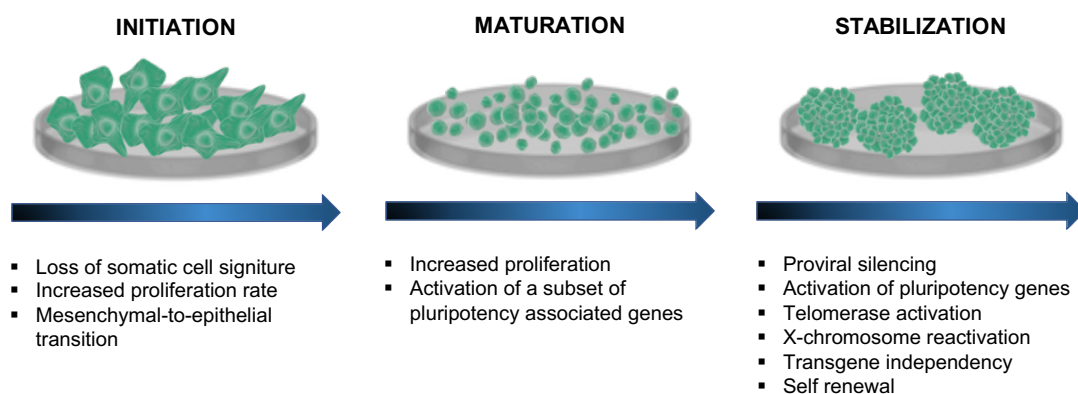 INITIATION
MATURATION
STABILIZATION
▪ Loss of somatic cell signiture
▪ Increased proliferation rate
▪ Mesenchymal-to-epithelial
transition
▪ Increased proliferation
▪ Activation of a subset of
pluripotency associated genes
▪ Proviral silencing
▪ Activation of pluripotency genes
▪ Telomerase activation
▪ X-chromosome reactivation
▪ Transgene independency
▪ Self renewal